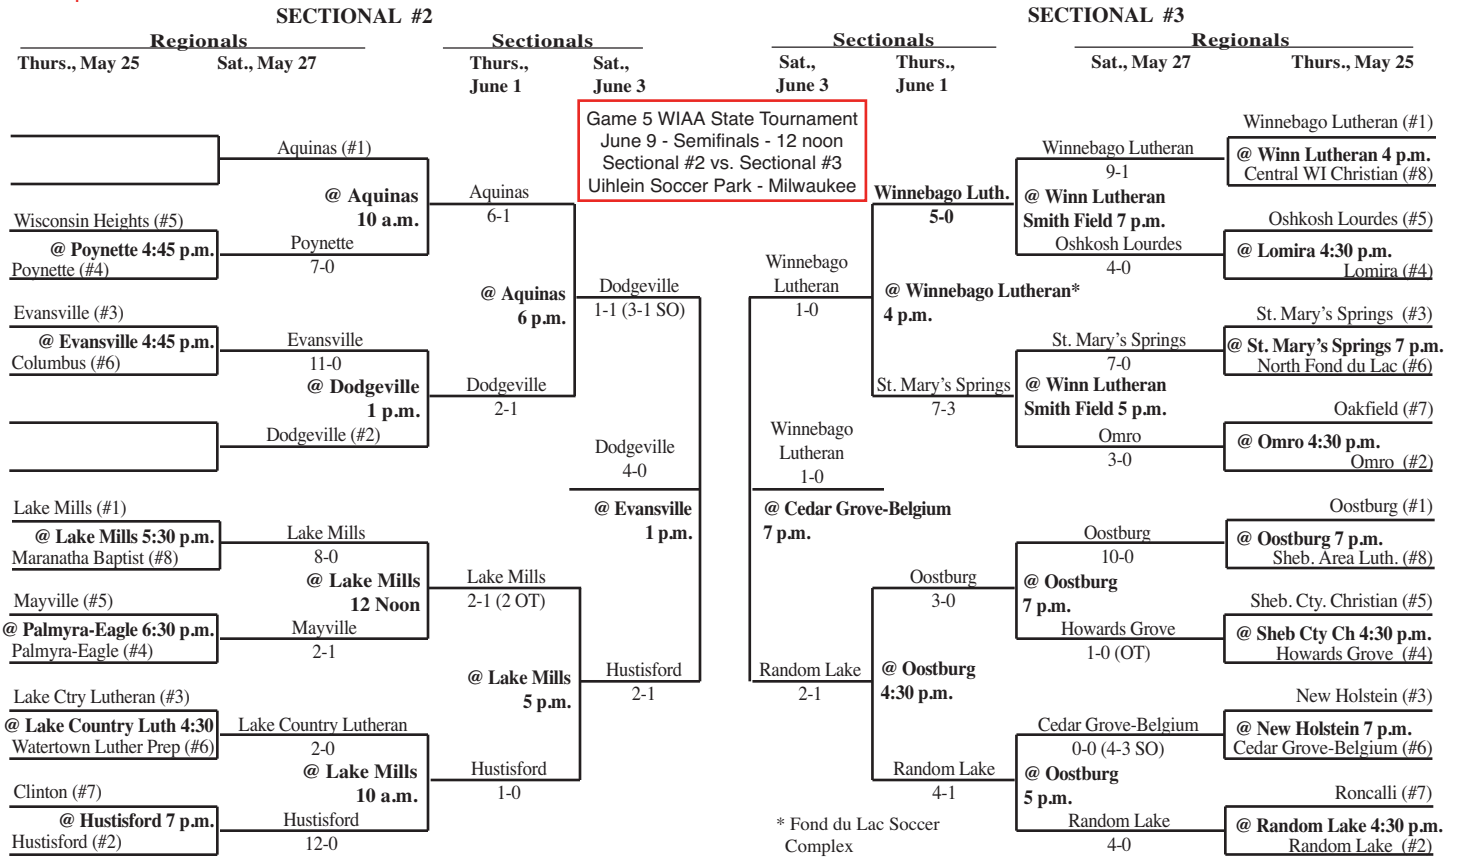 SECTIONAL #2
Regionals
Sectionals
Thurs., May 25
Sat., May 27
Thurs.,
June 1
Sat.,
June 3
Aquinas (#1)
@ Aquinas
10 a.m.
Wisconsin Heights (#5)
@ Poynette 4:45 p.m.
Poynette (#4)
Poynette
7-0
Aquinas
6-1
Evansville (#3)
@ Evansville 4:45 p.m.
Columbus (#6)
Evansville
11-0
@ Dodgeville
1 p.m.
Dodgeville (#2)
Dodgeville
2-1
@ Aquinas
6 p.m.
Dodgeville
1-1 (3-1 SO)
Dodgeville
4-0
@ Evansville
1 p.m.
Lake Mills (#1)
@ Lake Mills 5:30 p.m.
Maranatha Baptist (#8)
Lake Mills
8-0
@ Lake Mills
12 Noon
Mayville (#5)
@ Palmyra-Eagle 6:30 p.m.
Palmyra-Eagle (#4)
Mayville
2-1
Lake Mills
2-1 (2 OT)
@ Lake Mills
5 p.m.
Hustisford
2-1
Lake Ctry Lutheran (#3)
@ Lake Country Luth 4:30
Watertown Luther Prep (#6)
Lake Country Lutheran
2-0
@ Lake Mills
10 a.m.
Clinton (#7)
@ Hustisford 7 p.m.
Hustisford (#2)
Hustisford
12-0
Hustisford
1-0
Game 5 WIAA State Tournament
June 9 - Semifinals - 12 noon
Sectional #2 vs. Sectional #3
Uihlein Soccer Park - Milwaukee
SECTIONAL #3
Sectionals
Regionals
Sat.,
June 3
Thurs.,
June 1
Sat., May 27
Thurs., May 25
Winnebago Lutheran (#1)
@ Winn Lutheran 4 p.m.
Central WI Christian (#8)
Winnebago Lutheran
9-1
@ Winn Lutheran
Smith Field 7 p.m.
Oshkosh Lourdes (#5)
@ Lomira 4:30 p.m.
Lomira (#4)
Oshkosh Lourdes
4-0
Winnebago Luth.
5-0
@ Winnebago Lutheran*
4 p.m.
Winnebago
Lutheran
1-0
St. Mary's Springs (#3)
@ St. Mary's Springs 7 p.m.
North Fond du Lac (#6)
St. Mary's Springs
7-0
@ Winn Lutheran
Smith Field 5 p.m.
Oakfield (#7)
@ Omro 4:30 p.m.
Omro (#2)
Omro
3-0
St. Mary's Springs
7-3
Winnebago
Lutheran
1-0
@ Cedar Grove-Belgium
7 p.m.
Oostburg (#1)
@ Oostburg 7 p.m.
Sheb. Area Luth. (#8)
Oostburg
10-0
@ Oostburg
7 p.m.
Sheb. Cty. Christian (#5)
@ Sheb Cty Ch 4:30 p.m.
Howards Grove (#4)
Howards Grove
1-0 (OT)
Oostburg
3-0
@ Oostburg
4:30 p.m.
Random Lake
2-1
New Holstein (#3)
@ New Holstein 7 p.m.
Cedar Grove-Belgium (#6)
Cedar Grove-Belgium
0-0 (4-3 SO)
@ Oostburg
5 p.m.
Roncalli (#7)
@ Random Lake 4:30 p.m.
Random Lake (#2)
Random Lake
4-0
Random Lake
4-1
* Fond du Lac Soccer
Complex